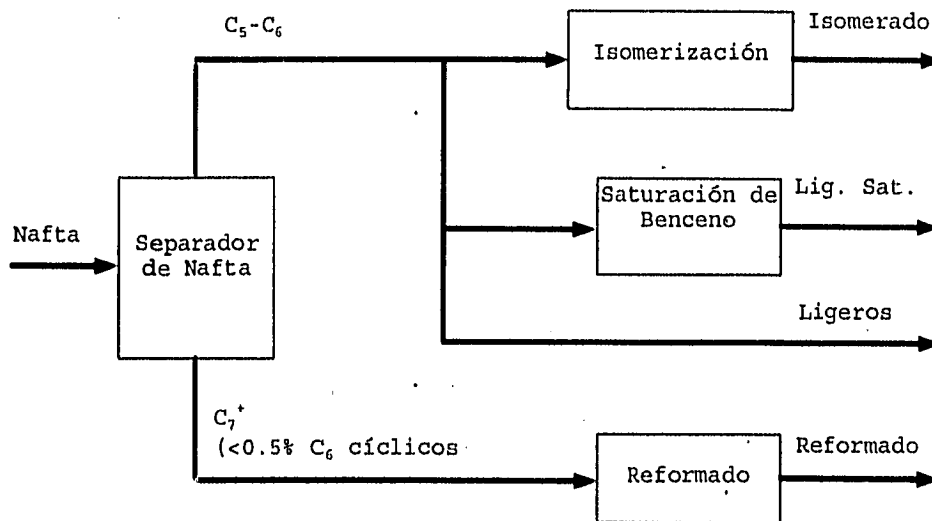 C₅-C₆
Isomerización
Isomerado
Nafta
Separador
de Nafta
Saturación de
Benceno
Lig. Sat.
Ligeros
C₇⁺
(<0.5% C₆ cíclicos
Reformado
Reformado